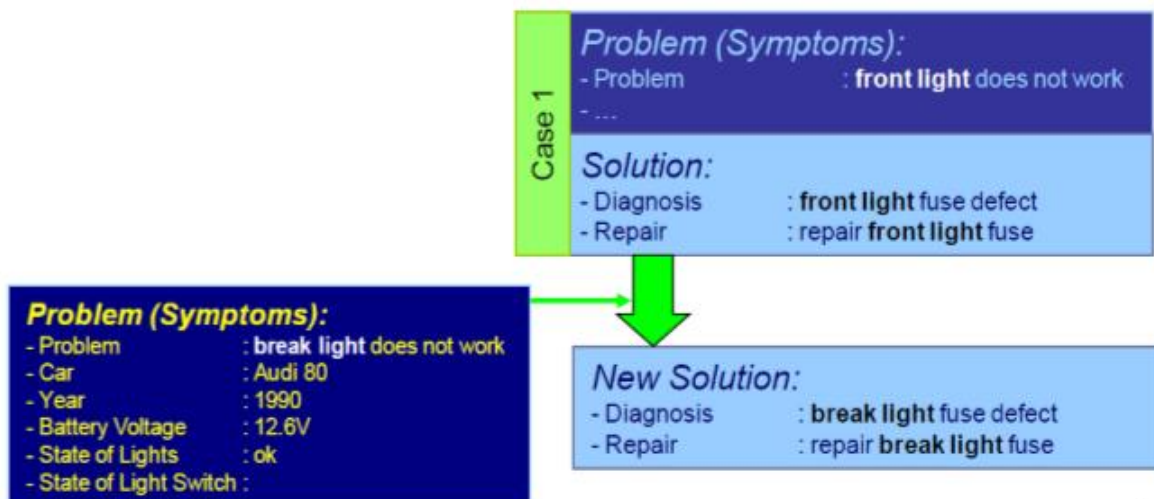 Case 1
Problem (Symptoms):
- Problem : front light does not work
- ...
Solution:
- Diagnosis : front light fuse defect
- Repair : repair front light fuse
Problem (Symptoms):
- Problem : break light does not work
- Car : Audi 80
- Year : 1990
- Battery Voltage : 12.6V
- State of Lights : ok
- State of Light Switch :
New Solution:
- Diagnosis : break light fuse defect
- Repair : repair break light fuse